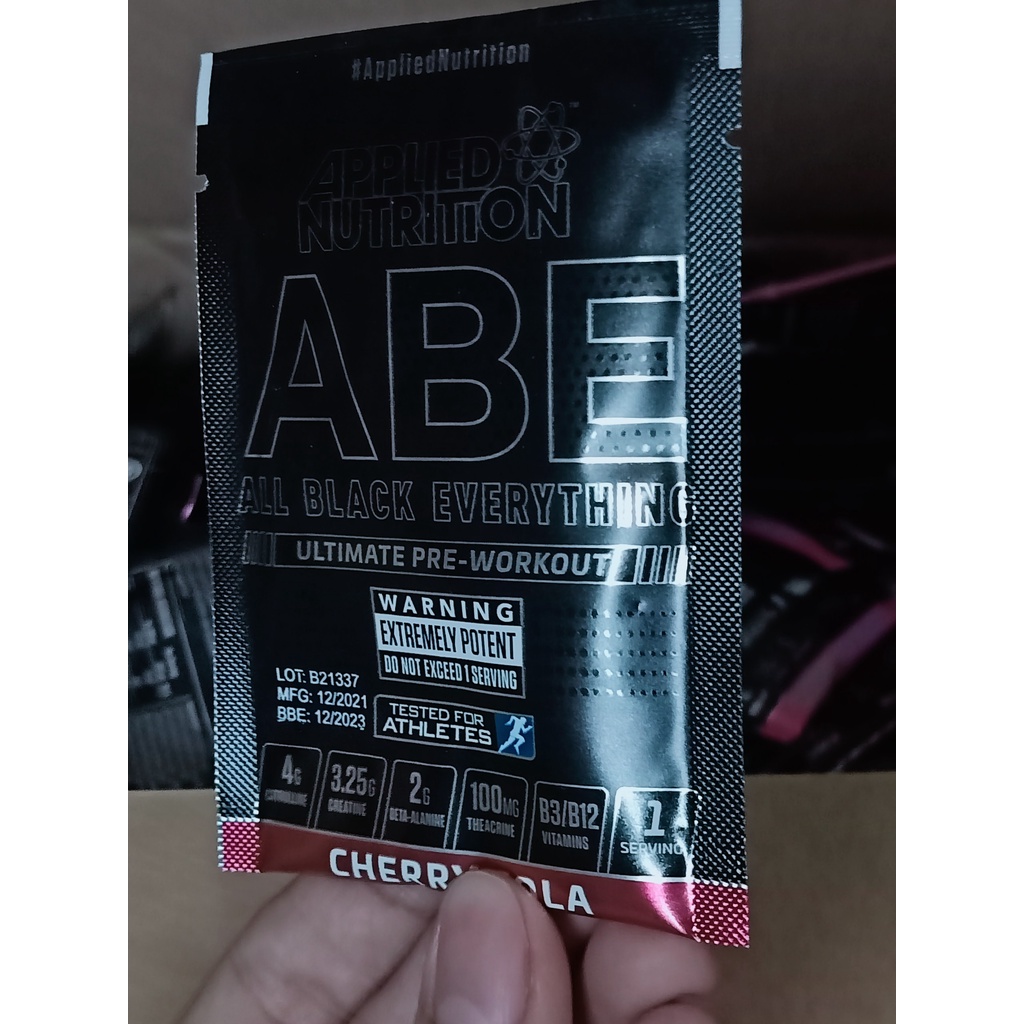 #AppliedNutrition
APPLIED
NUTRITION
™
ABE
ALL BLACK EVERYTHING
ULTIMATE PRE-WORKOUT
WARNING
EXTREMELY POTENT
DO NOT EXCEED 1 SERVING
LOT: B21337
MFG: 12/2021
BBE: 12/2023
TESTED FOR
ATHLETES
4G
CITRULLINE
3.25G
CREATINE
2G
BETA-ALANINE
100MG
THEACRINE
B3/B12
VITAMINS
1
SERVING
CHERRY